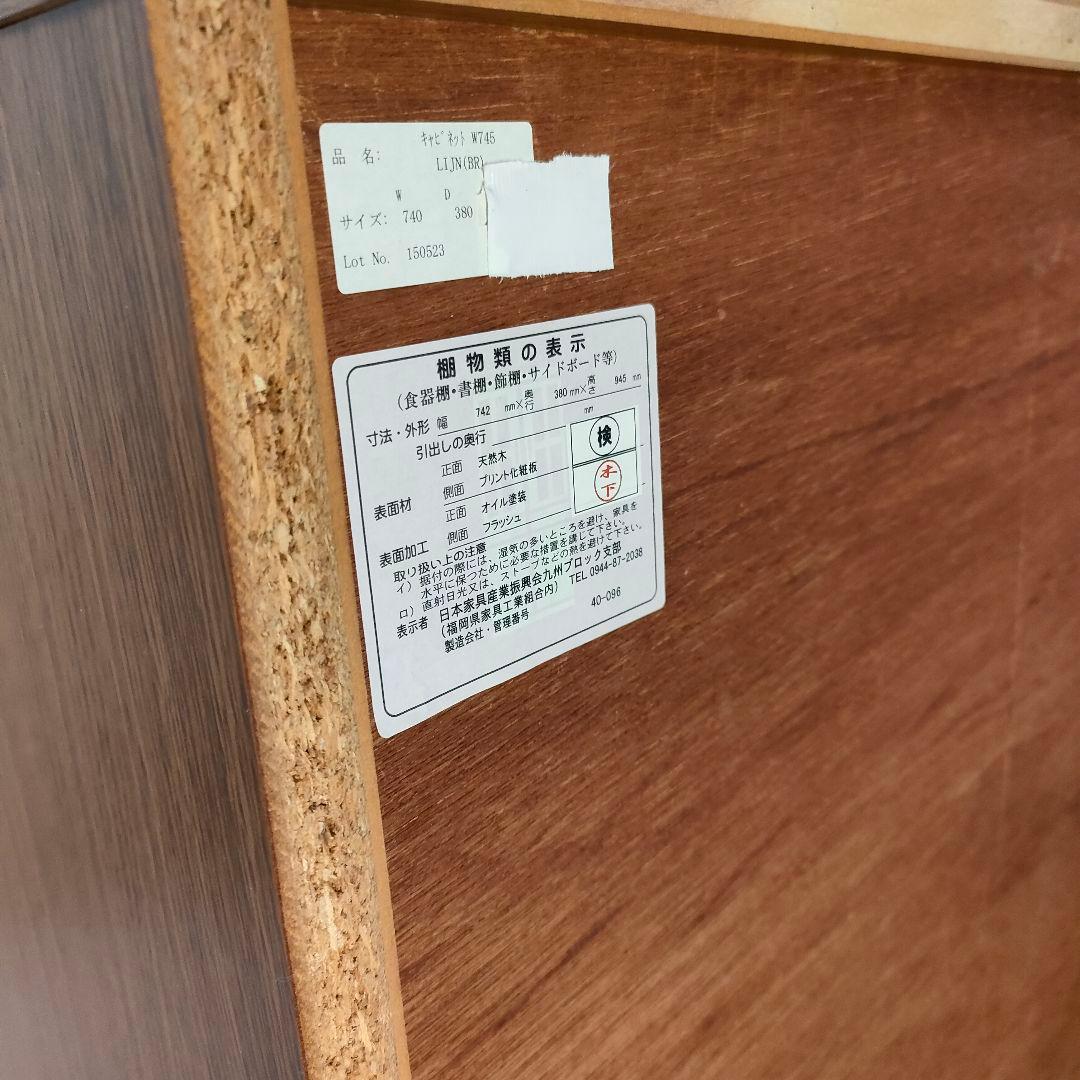 ｷｬﾋﾞﾈｯﾄ W745
品 名: LIJN(BR)
W D
サイズ: 740 380
Lot No. 150523
棚物類の表示
(食器棚・書棚・飾棚・サイドボード等)
寸法・外形 幅 742 mm×奥行 380mm×高さ 945 mm
引出しの奥行 mm
表面材 正面 天然木
側面 プリント化粧板
表面加工 正面 オイル塗装
側面 フラッシュ
検
木下
取り扱い上の注意
イ) 据付の際には、湿気の多いところを避け、家具を
水平に保つために必要な措置を講じて下さい。
ロ) 直射日光又は、ストーブなどの熱を避けて下さい。
表示者 日本家具産業振興会九州ブロック支部
(福岡県家具工業組合内) TEL 0944-87-2038
製造会社・管理番号 40-096